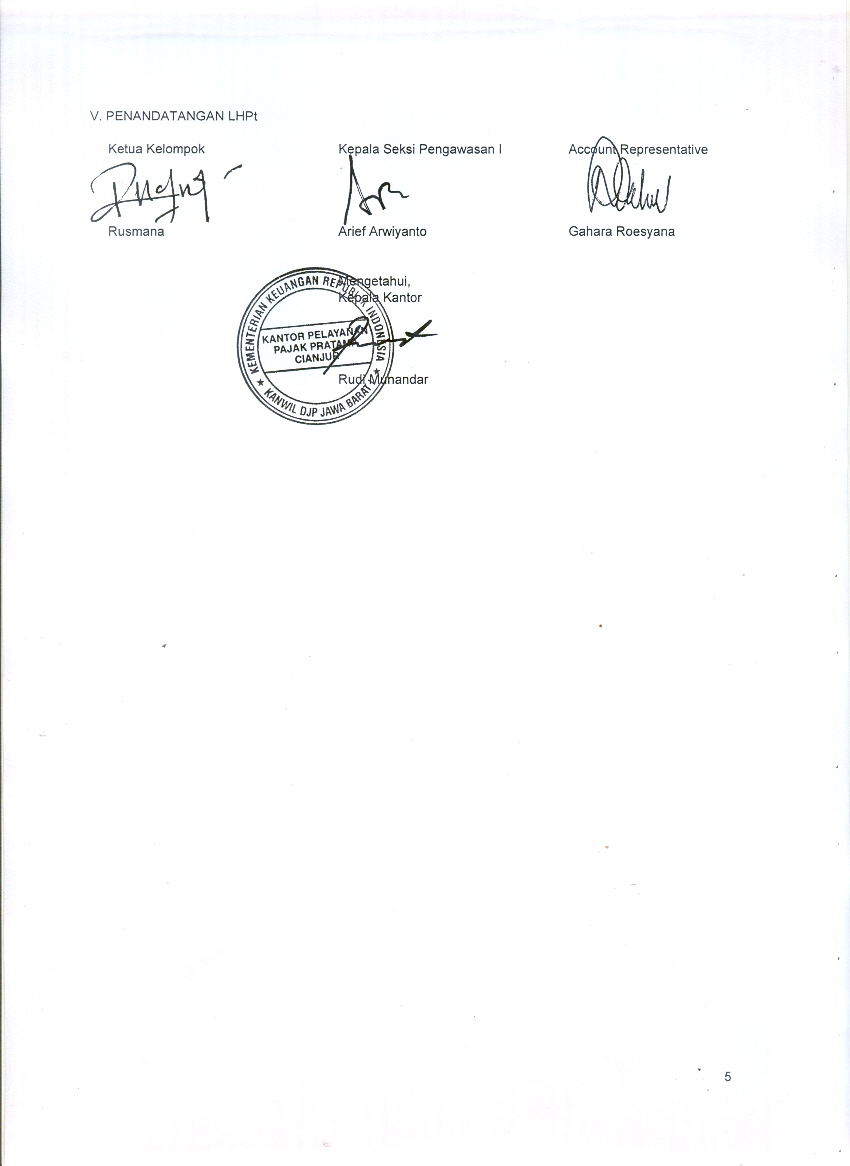 V. PENANDATANGAN LHPt
Ketua Kelompok
Kepala Seksi Pengawasan I
Account Representative
Rusmana
Arief Arwiyanto
Gahara Roesyana
Mengetahui,
Kepala Kantor
KEMENTERIAN KEUANGAN REPUBLIK INDONESIA
KANTOR PELAYANAN
PAJAK PRATAMA
CIANJUR
★ KANWIL DJP JAWA BARAT ★
Rudi Munandar
5